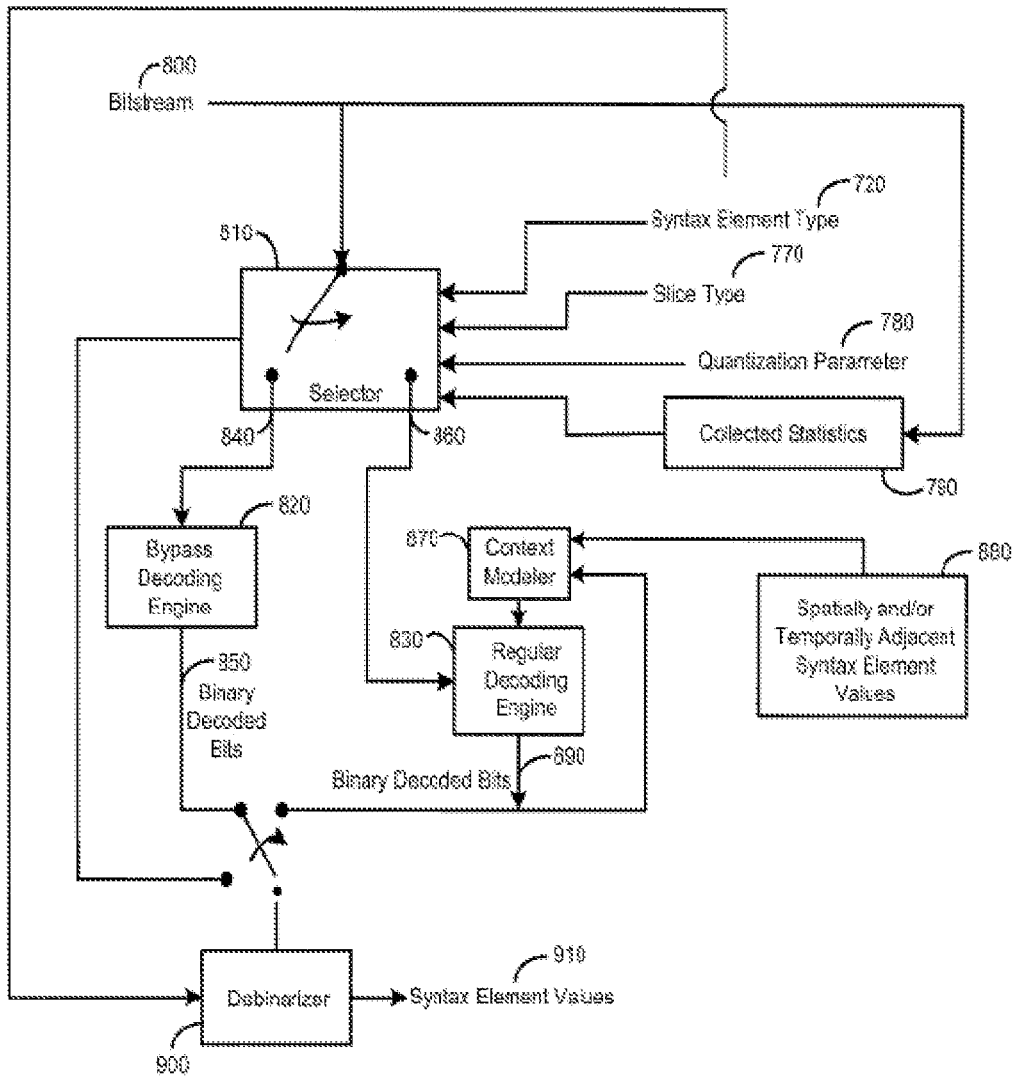 800
Bitstream
720
Syntax Element Type
810
770
Slice Type
780
Quantization Parameter
Selector
840
860
Collected Statistics
790
820
Bypass
Decoding
Engine
870
Context
Modeler
880
Spatially and/or
Temporally Adjacent
Syntax Element
Values
830
Regular
Decoding
Engine
850
Binary
Decoded
Bits
890
Binary Decoded Bits
910
Debinarizer
Syntax Element Values
900